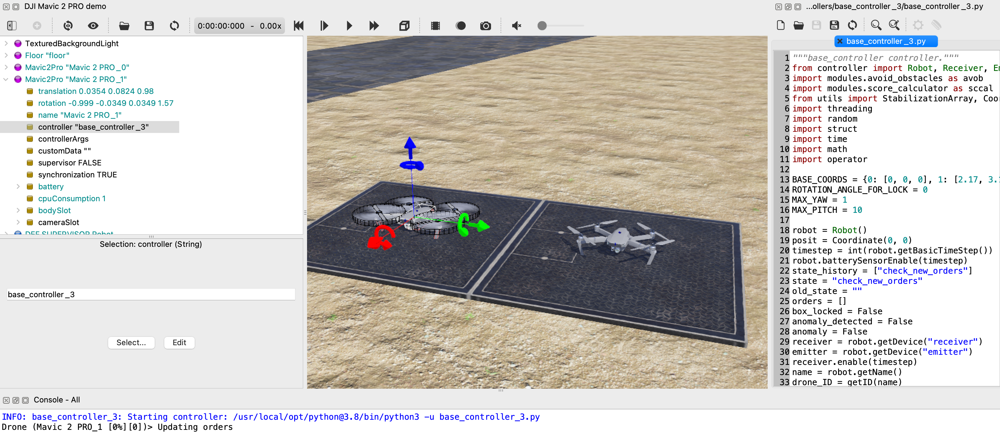 DJI Mavic 2 PRO demo
0:00:00:000 - 0.00x
TexturedBackgroundLight
Floor "floor"
Mavic2Pro "Mavic 2 PRO_0"
Mavic2Pro "Mavic 2 PRO_1"
translation 0.0354 0.0824 0.98
rotation -0.999 -0.0349 0.0349 1.57
name "Mavic 2 PRO_1"
controller "base_controller_3"
controllerArgs
customData ""
supervisor FALSE
synchronization TRUE
battery
cpuConsumption 1
bodySlot
cameraSlot
DEF SUPERVISOR Robot
Selection: controller (String)
base_controller_3
Select...
Edit
...ollers/base_controller_3/base_controller_3.py
base_controller_3.py
1 """base_controller controller."""
2 from controller import Robot, Receiver,
3 import modules.avoid_obstacles as avob
4 import modules.score_calculator as sccal
5 from utils import StabilizationArray,
6 import threading
7 import random
8 import struct
9 import time
10 import math
11 import operator
12
13 BASE_COORDS = {0: [0, 0, 0], 1: [2.17,
14 ROTATION_ANGLE_FOR_LOCK = 0
15 MAX_YAW = 1
16 MAX_PITCH = 10
17
18 robot = Robot()
19 posit = Coordinate(0, 0)
20 timestep = int(robot.getBasicTimeStep())
21 robot.batterySensorEnable(timestep)
22 state_history = ["check_new_orders"]
23 state = "check_new_orders"
24 old_state = ""
25 orders = []
26 box_locked = False
27 anomaly_detected = False
28 anomaly = False
29 receiver = robot.getDevice("receiver")
30 emitter = robot.getDevice("emitter")
31 receiver.enable(timestep)
32 name = robot.getName()
33 drone_ID = getID(name)
Console - All
INFO: base_controller_3: Starting controller: /usr/local/opt/python@3.8/bin/python3 -u base_controller_3.py
Drone (Mavic 2 PRO_1 [0%][0])> Updating orders